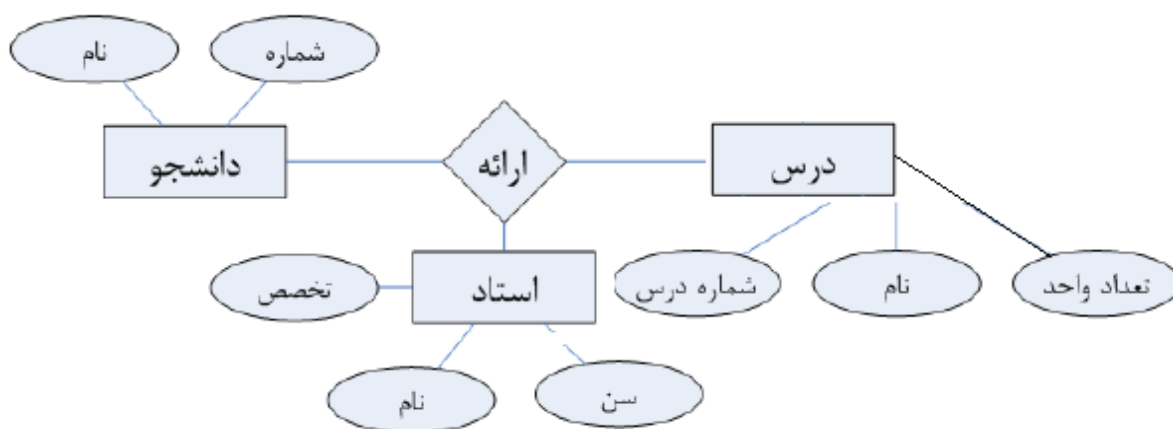 شماره
نام
دانشجو
ارائه
درس
استاد
تخصص
نام
سن
شماره درس
نام
تعداد واحد